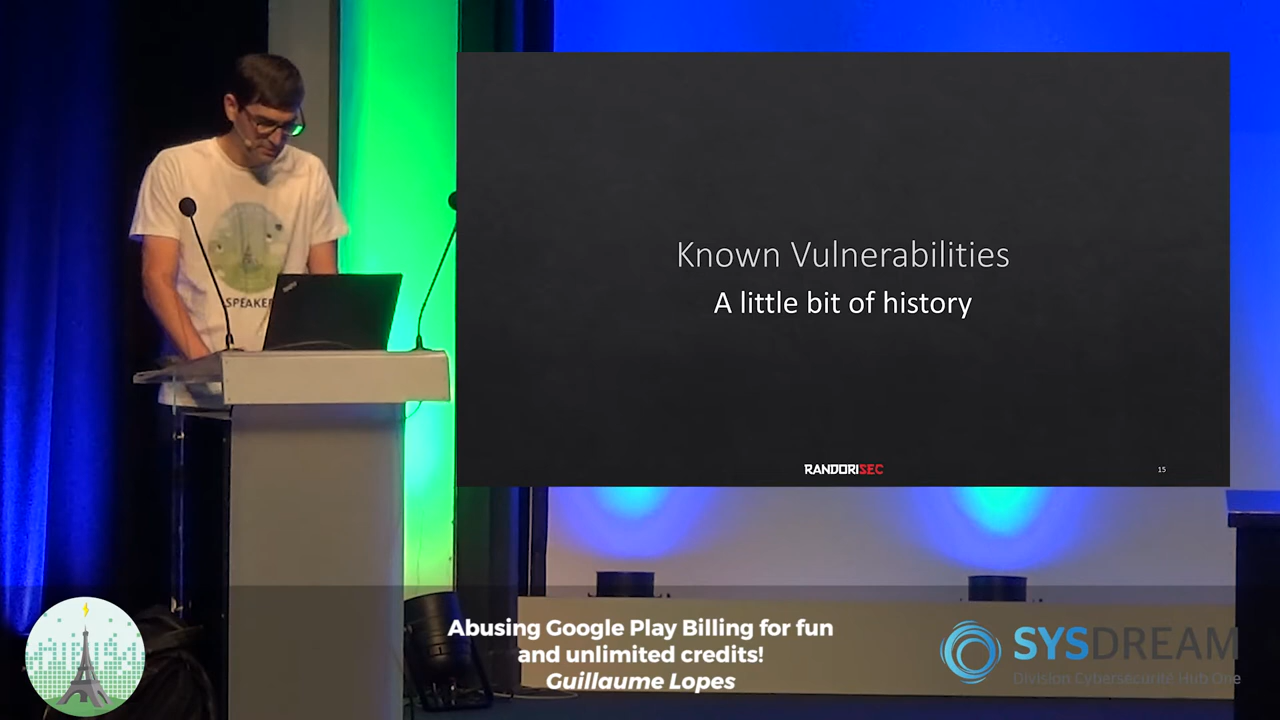 Known Vulnerabilities
A little bit of history
RANDORISEC
15
SPEAKER
Abusing Google Play Billing for fun
and unlimited credits!
Guillaume Lopes
SYSDREAM
Division Cybersécurité Hub One